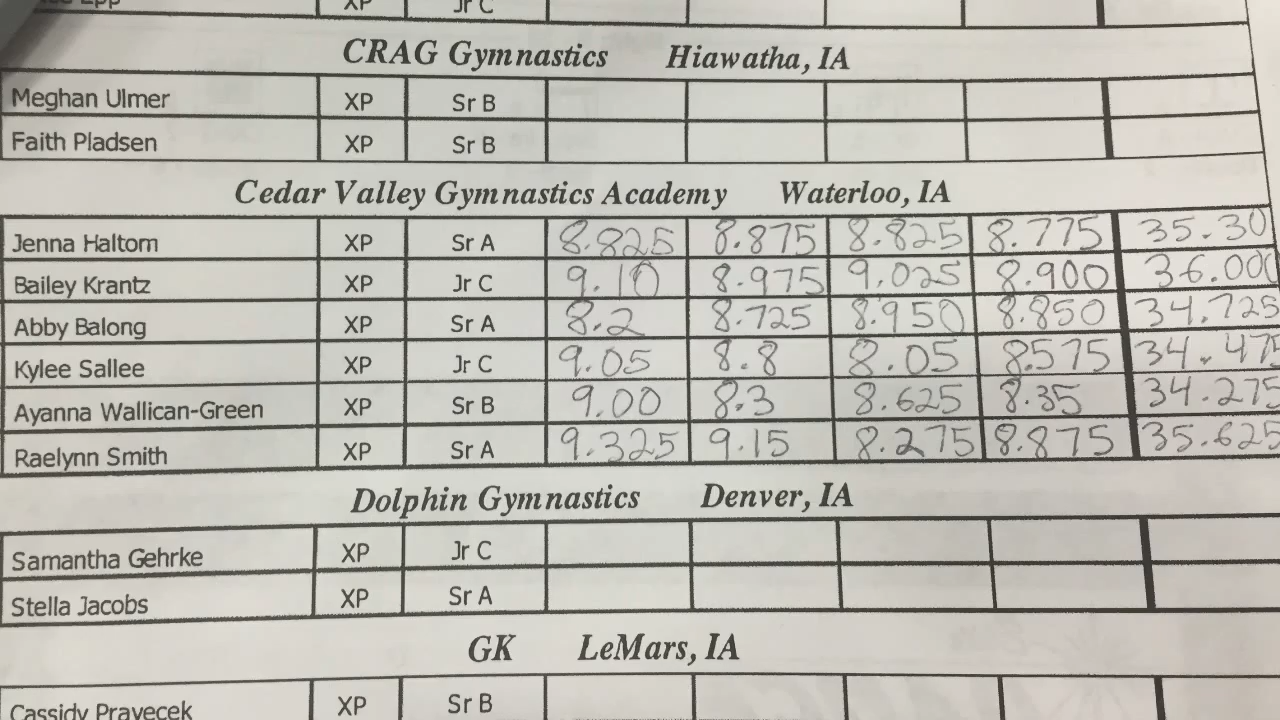 XP Jr C
CRAG Gymnastics Hiawatha, IA
Meghan Ulmer XP Sr B
Faith Pladsen XP Sr B
Cedar Valley Gymnastics Academy Waterloo, IA
Jenna Haltom XP Sr A 8.825 8.875 8.825 8.775 35.30
Bailey Krantz XP Jr C 9.10 8.975 9.025 8.900 36.000
Abby Balong XP Sr A 8.2 8.725 8.950 8.850 34.725
Kylee Sallee XP Jr C 9.05 8.8 8.05 8.575 34.475
Ayanna Wallican-Green XP Sr B 9.00 8.3 8.625 8.35 34.275
Raelynn Smith XP Sr A 9.325 9.15 8.275 8.875 35.625
Dolphin Gymnastics Denver, IA
Samantha Gehrke XP Jr C
Stella Jacobs XP Sr A
GK LeMars, IA
Cassidy Pravecek XP Sr B